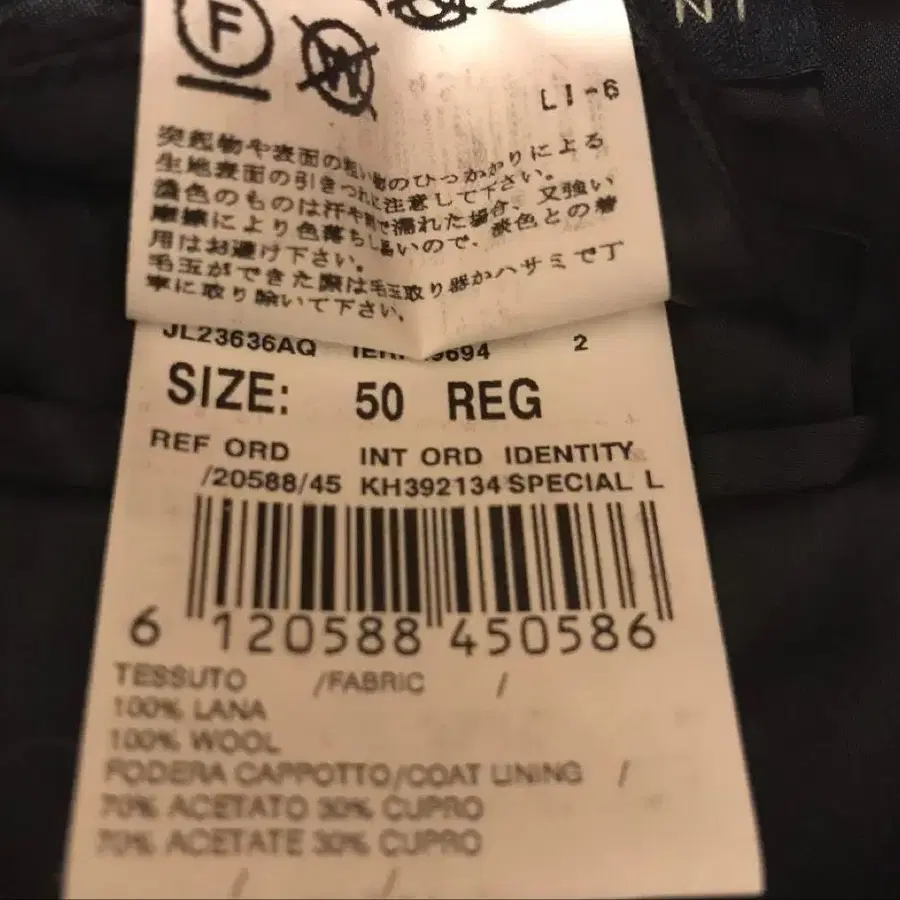 NT
F
W
LI-6
突起物や表面の粗い物のひっかかりによる
生地表面の引きつれに注意して下さい。
濃色のものは汗や雨で濡れた場合、又強い
摩擦により色落ちし易いので、淡色との着
用はお避け下さい。
毛玉ができた際は毛玉取り器かハサミで丁
寧に取り除いて下さい。
JL23636AQ 2
SIZE: 50 REG
REF ORD INT ORD IDENTITY
/20588/45 KH392134 SPECIAL L
6 120588 450586
TESSUTO /FABRIC /
100% LANA
100% WOOL
FODERA CAPPOTTO/COAT LINING /
70% ACETATO 30% CUPRO
70% ACETATE 30% CUPRO